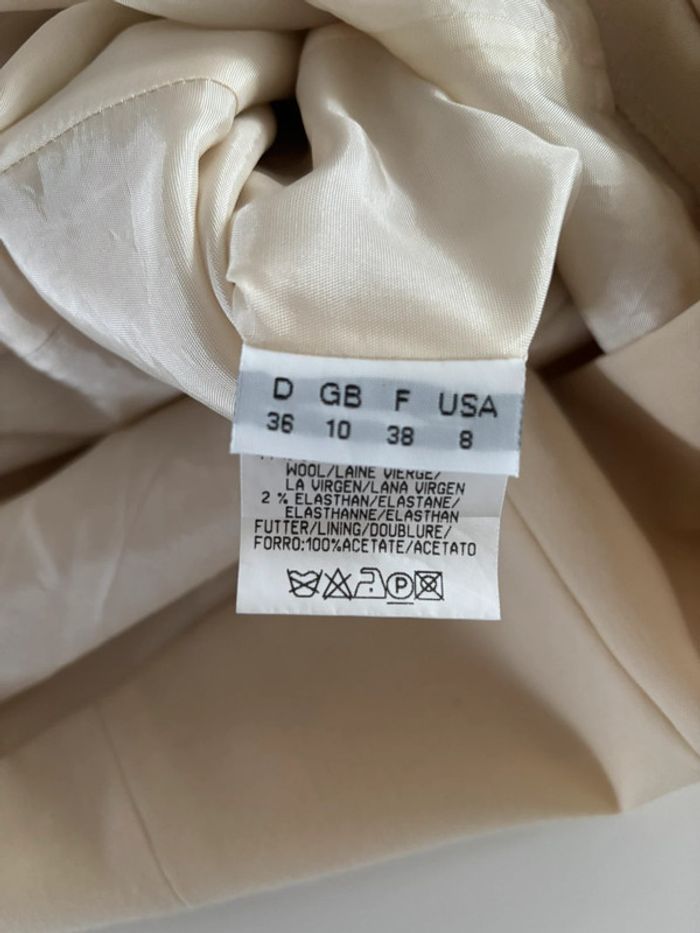 D GB F USA
36 10 38 8
WOOL/LAINE VIERGE/
LA VIRGEN/LANA VIRGEN
2 % ELASTHAN/ELASTANE/
ELASTHANNE/ELASTHAN
FUTTER/LINING/DOUBLURE/
FORRO:100%ACETATE/ACETATO
P